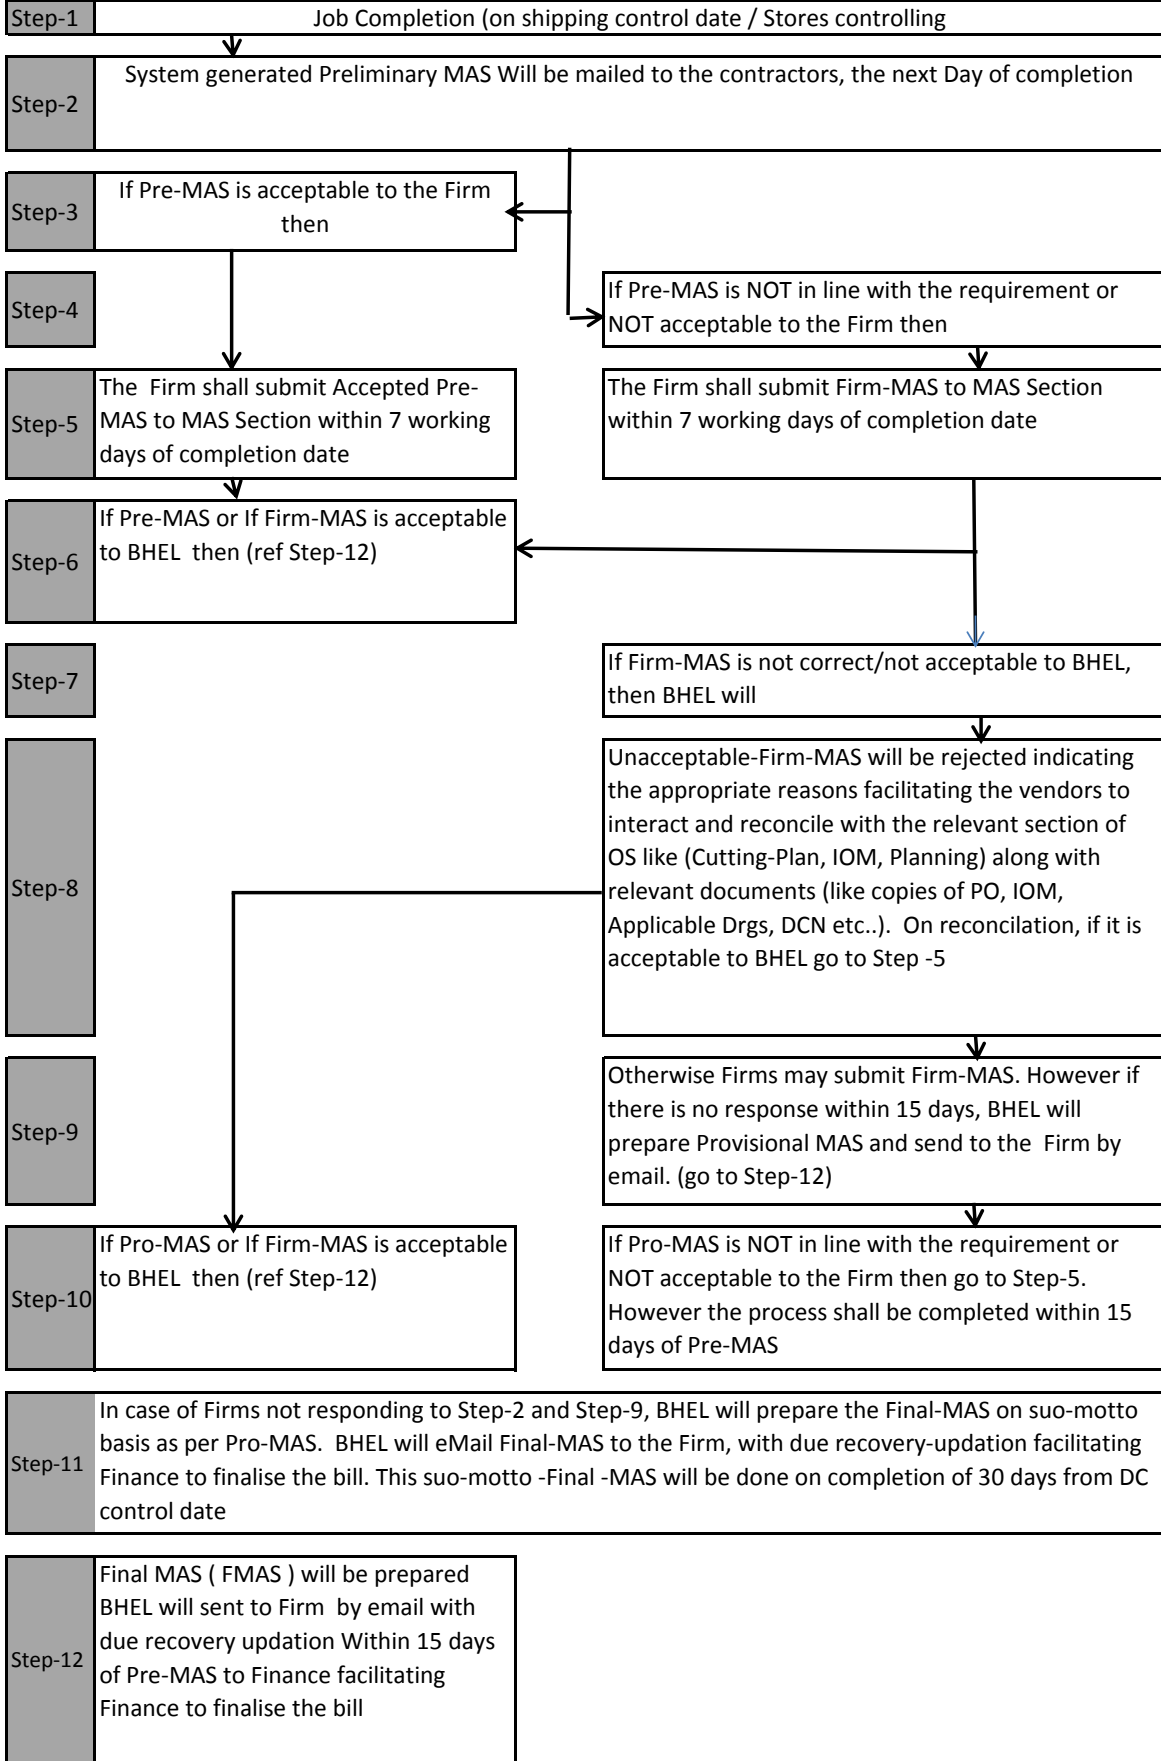 Step-1
Job Completion (on shipping control date / Stores controlling
Step-2
System generated Preliminary MAS Will be mailed to the contractors, the next Day of completion
Step-3
If Pre-MAS is acceptable to the Firm
then
Step-4
If Pre-MAS is NOT in line with the requirement or
NOT acceptable to the Firm then
Step-5
The  Firm shall submit Accepted Pre-
MAS to MAS Section within 7 working
days of completion date
The Firm shall submit Firm-MAS to MAS Section
within 7 working days of completion date
Step-6
If Pre-MAS or If Firm-MAS is acceptable
to BHEL  then (ref Step-12)
Step-7
If Firm-MAS is not correct/not acceptable to BHEL,
then BHEL will
Step-8
Unacceptable-Firm-MAS will be rejected indicating
the appropriate reasons facilitating the vendors to
interact and reconcile with the relevant section of
OS like (Cutting-Plan, IOM, Planning) along with
relevant documents (like copies of PO, IOM,
Applicable Drgs, DCN etc..).  On reconcilation, if it is
acceptable to BHEL go to Step -5
Step-9
Otherwise Firms may submit Firm-MAS. However if
there is no response within 15 days, BHEL will
prepare Provisional MAS and send to the  Firm by
email. (go to Step-12)
Step-10
If Pro-MAS or If Firm-MAS is acceptable
to BHEL  then (ref Step-12)
If Pro-MAS is NOT in line with the requirement or
NOT acceptable to the Firm then go to Step-5.
However the process shall be completed within 15
days of Pre-MAS
Step-11
In case of Firms not responding to Step-2 and Step-9, BHEL will prepare the Final-MAS on suo-motto
basis as per Pro-MAS.  BHEL will eMail Final-MAS to the Firm, with due recovery-updation facilitating
Finance to finalise the bill. This suo-motto -Final -MAS will be done on completion of 30 days from DC
control date
Step-12
Final MAS ( FMAS ) will be prepared
BHEL will sent to Firm  by email with
due recovery updation Within 15 days
of Pre-MAS to Finance facilitating
Finance to finalise the bill